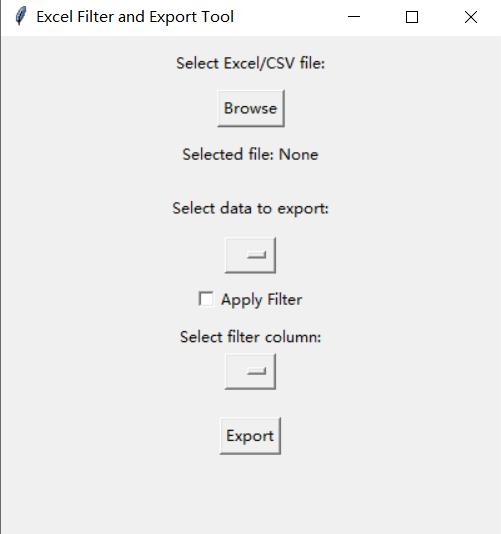 Excel Filter and Export Tool
Select Excel/CSV file:
Browse
Selected file: None
Select data to export:
Apply Filter
Select filter column:
Export